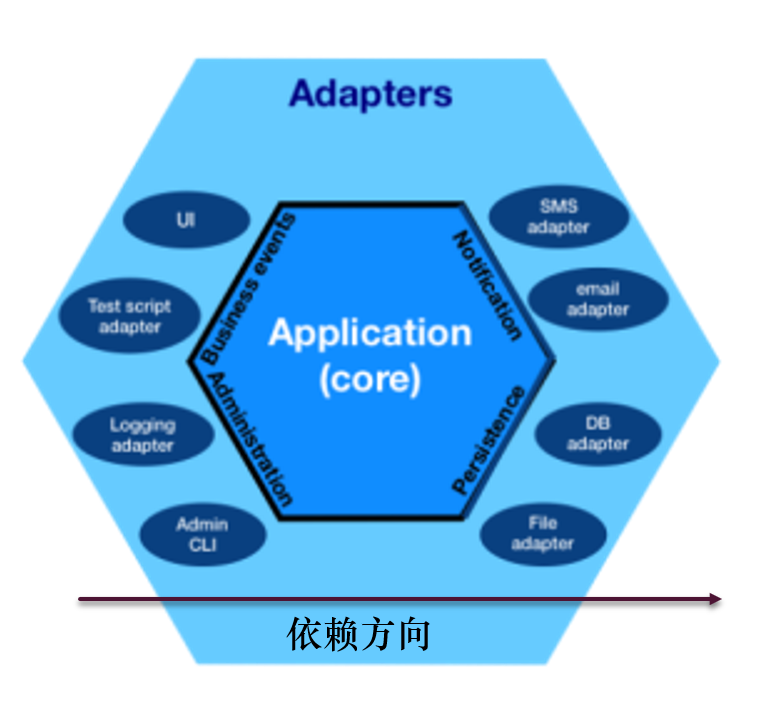 Adapters
UI
Test script
adapter
Logging
adapter
Admin
CLI
Business events
Administration
Application
(core)
Notification
Persistence
SMS
adapter
email
adapter
DB
adapter
File
adapter
依赖方向